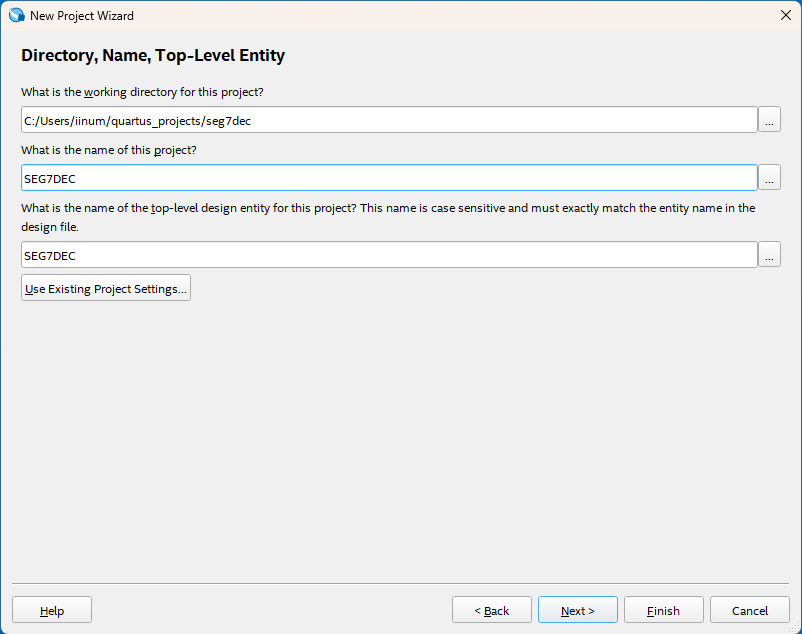 New Project Wizard
Directory, Name, Top-Level Entity
What is the working directory for this project?
C:/Users/iinum/quartus_projects/seg7dec
...
What is the name of this project?
SEG7DEC
...
What is the name of the top-level design entity for this project? This name is case sensitive and must exactly match the entity name in the
design file.
SEG7DEC
...
Use Existing Project Settings...
Help
< Back
Next >
Finish
Cancel